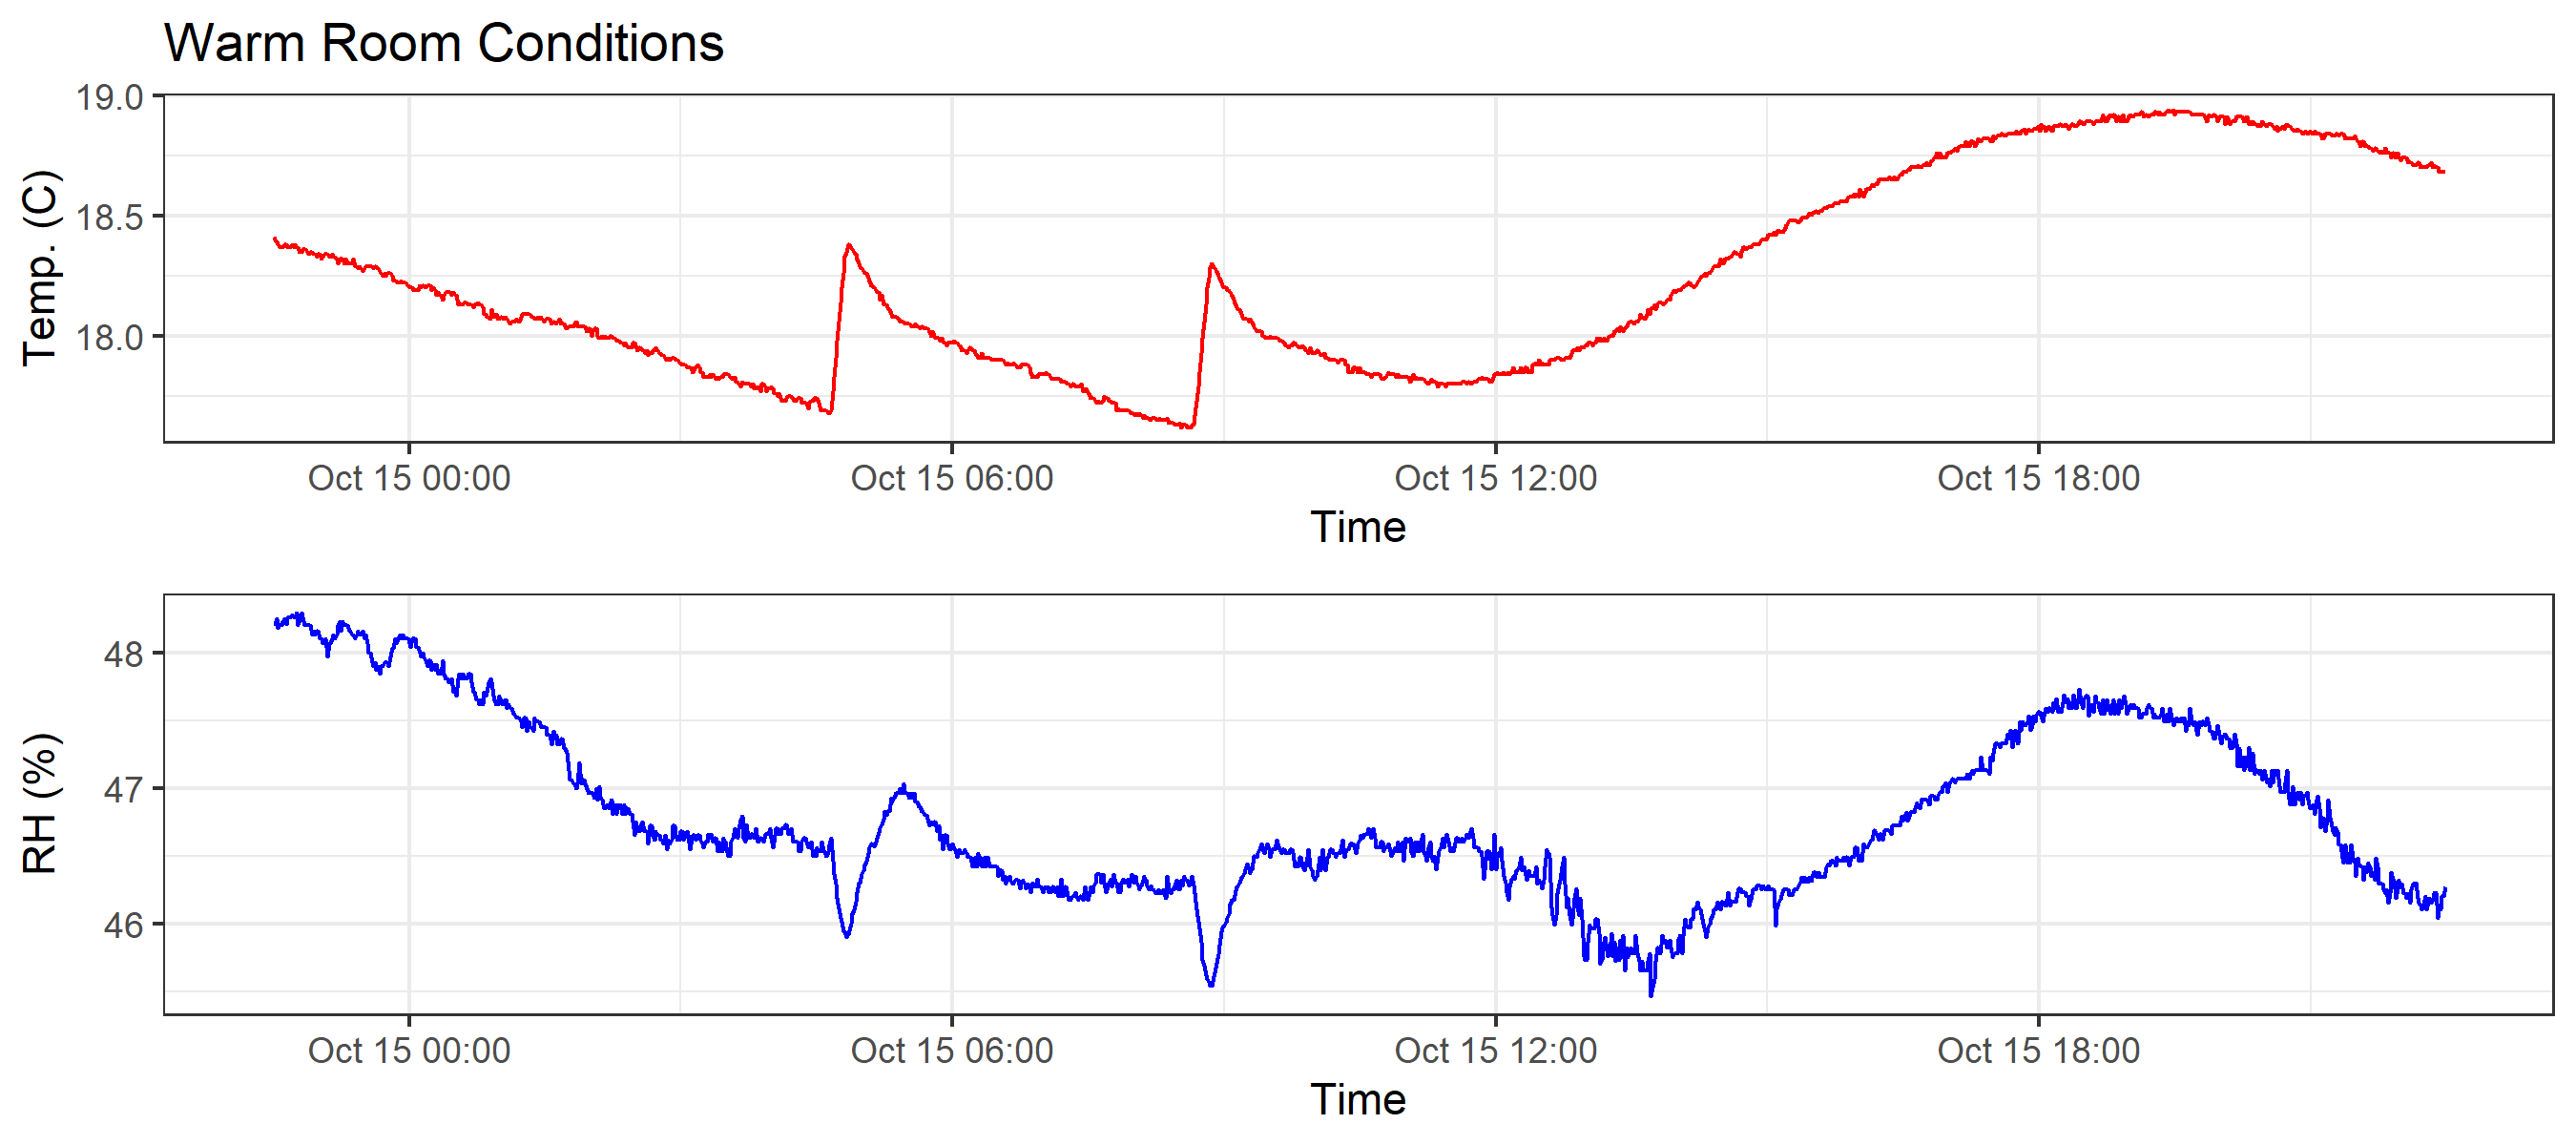 Warm Room Conditions
19.0
18.5
18.0
Temp. (C)
Oct 15 00:00 Oct 15 06:00 Oct 15 12:00 Oct 15 18:00
Time
48
47
46
RH (%)
Oct 15 00:00 Oct 15 06:00 Oct 15 12:00 Oct 15 18:00
Time